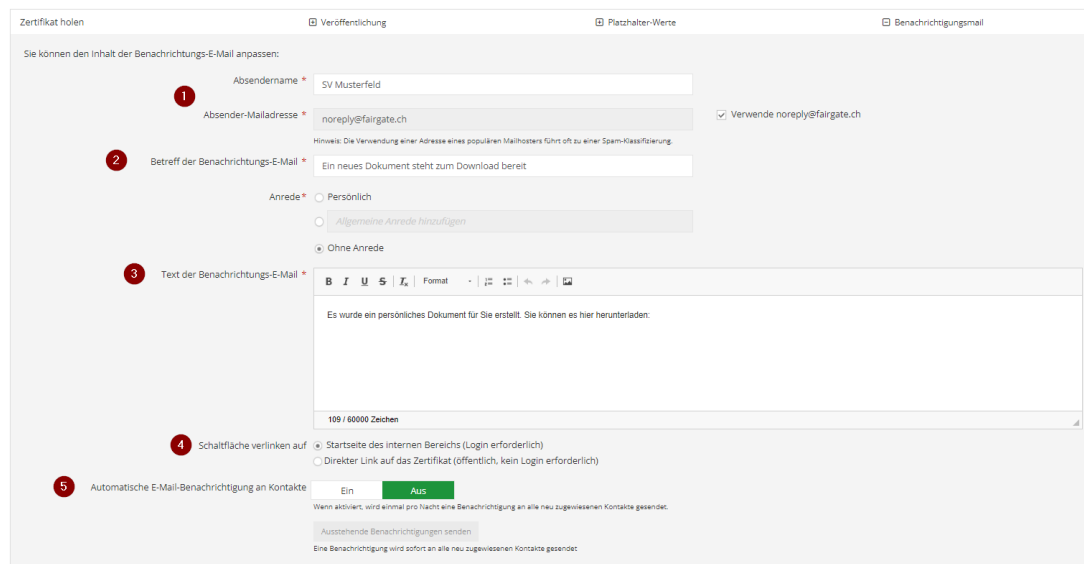 Zertifikat holen Veröffentlichung Platzhalter-Werte Benachrichtigungsmail
Sie können den Inhalt der Benachrichtungs-E-Mail anpassen:
1
Absendername * SV Musterfeld
Absender-Mailadresse * noreply@fairgate.ch Verwende noreply@fairgate.ch
Hinweis: Die Verwendung einer Adresse eines populären Mailhosters führt oft zu einer Spam-Klassifizierung.
2 Betreff der Benachrichtungs-E-Mail * Ein neues Dokument steht zum Download bereit
Anrede * Persönlich
Allgemeine Anrede hinzufügen
Ohne Anrede
3 Text der Benachrichtungs-E-Mail *
B I U S Tx Format
Es wurde ein persönliches Dokument für Sie erstellt. Sie können es hier herunterladen:
109 / 60000 Zeichen
4 Schaltfläche verlinken auf Startseite des internen Bereichs (Login erforderlich)
Direkter Link auf das Zertifikat (öffentlich, kein Login erforderlich)
5 Automatische E-Mail-Benachrichtigung an Kontakte Ein Aus
Wenn aktiviert, wird einmal pro Nacht eine Benachrichtigung an alle neu zugewiesenen Kontakte gesendet.
Ausstehende Benachrichtigungen senden
Eine Benachrichtigung wird sofort an alle neu zugewiesenen Kontakte gesendet